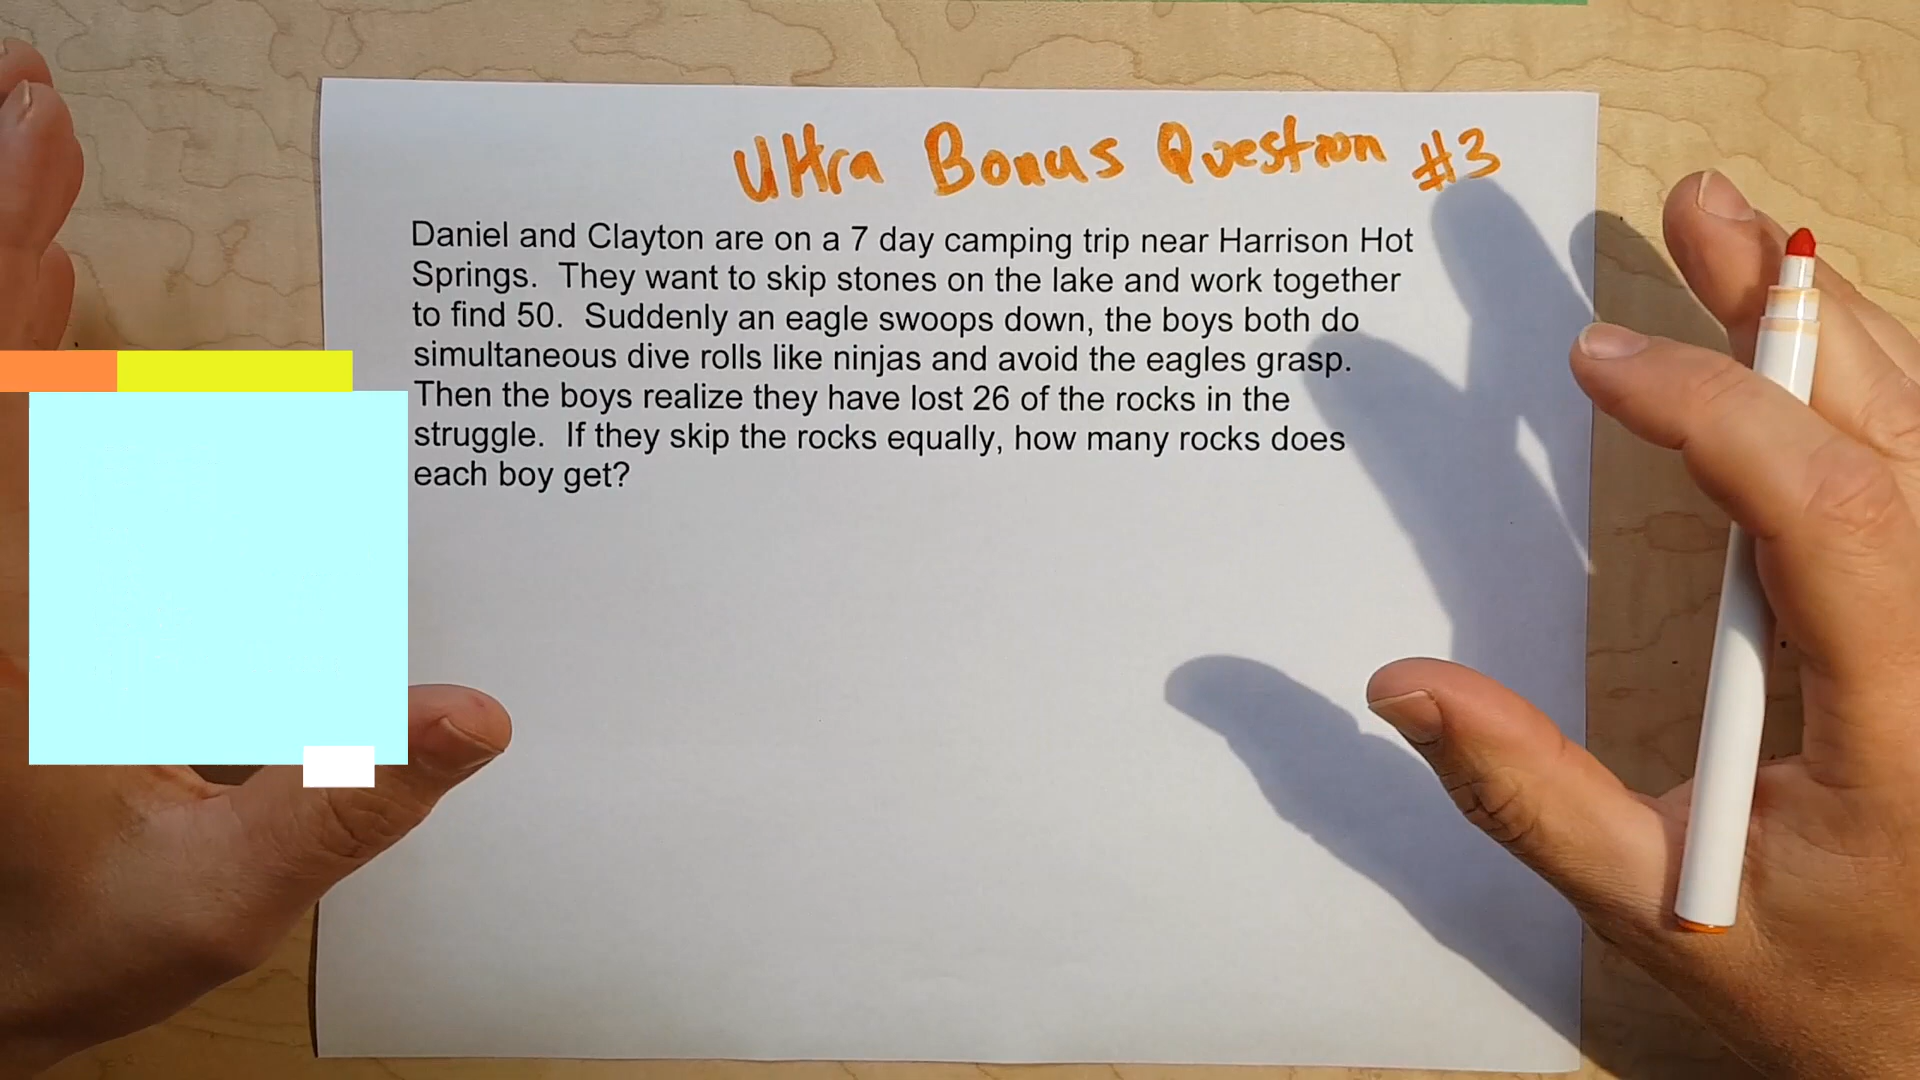 Ultra Bonus Question #3
Daniel and Clayton are on a 7 day camping trip near Harrison Hot
Springs. They want to skip stones on the lake and work together
to find 50. Suddenly an eagle swoops down, the boys both do
simultaneous dive rolls like ninjas and avoid the eagles grasp.
Then the boys realize they have lost 26 of the rocks in the
struggle. If they skip the rocks equally, how many rocks does
each boy get?